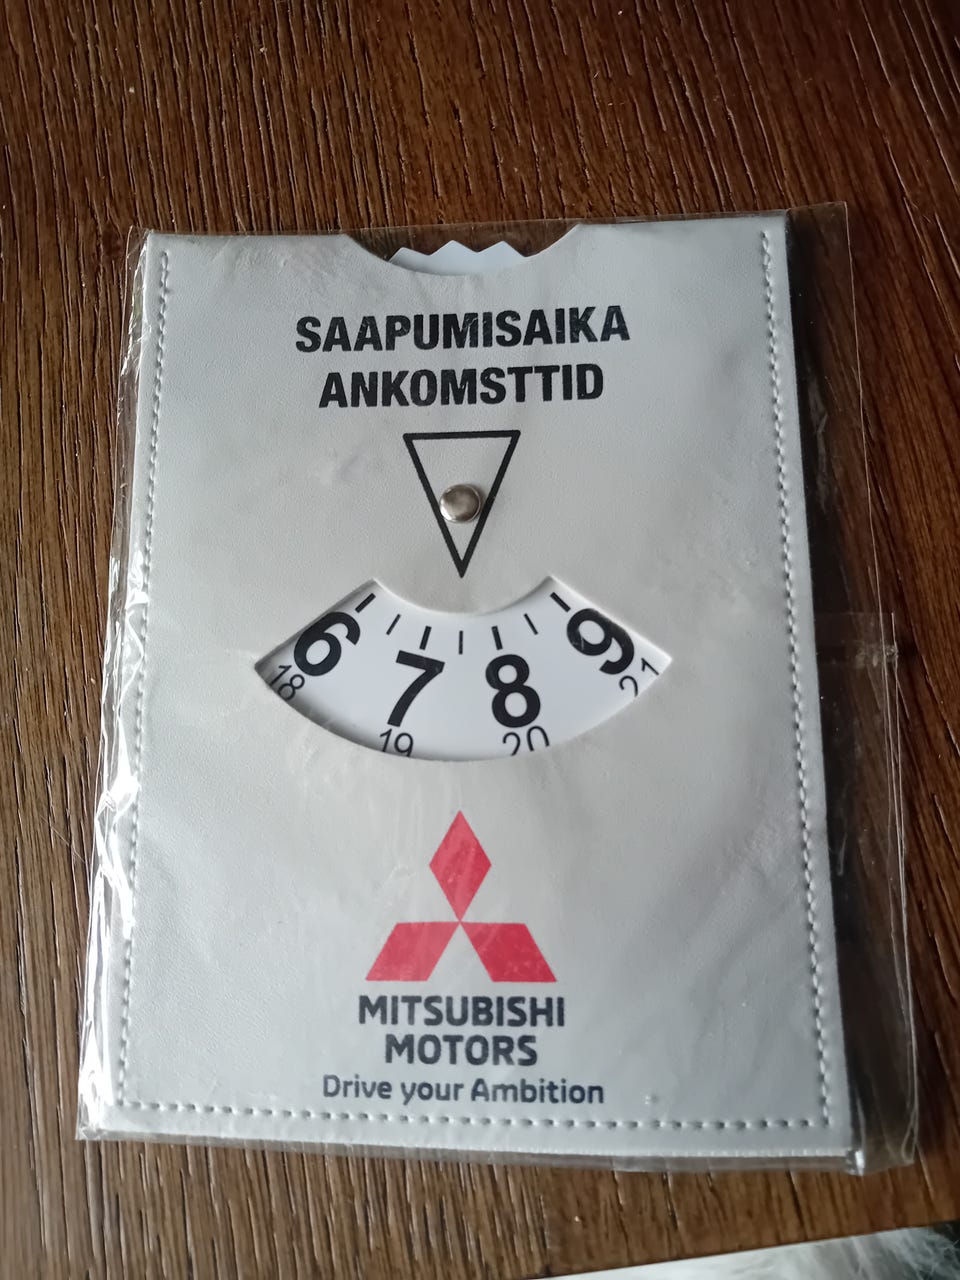 SAAPUMISAIKA
ANKOMSTTID
6 7 8 9
18 19 20 21
MITSUBISHI
MOTORS
Drive your Ambition